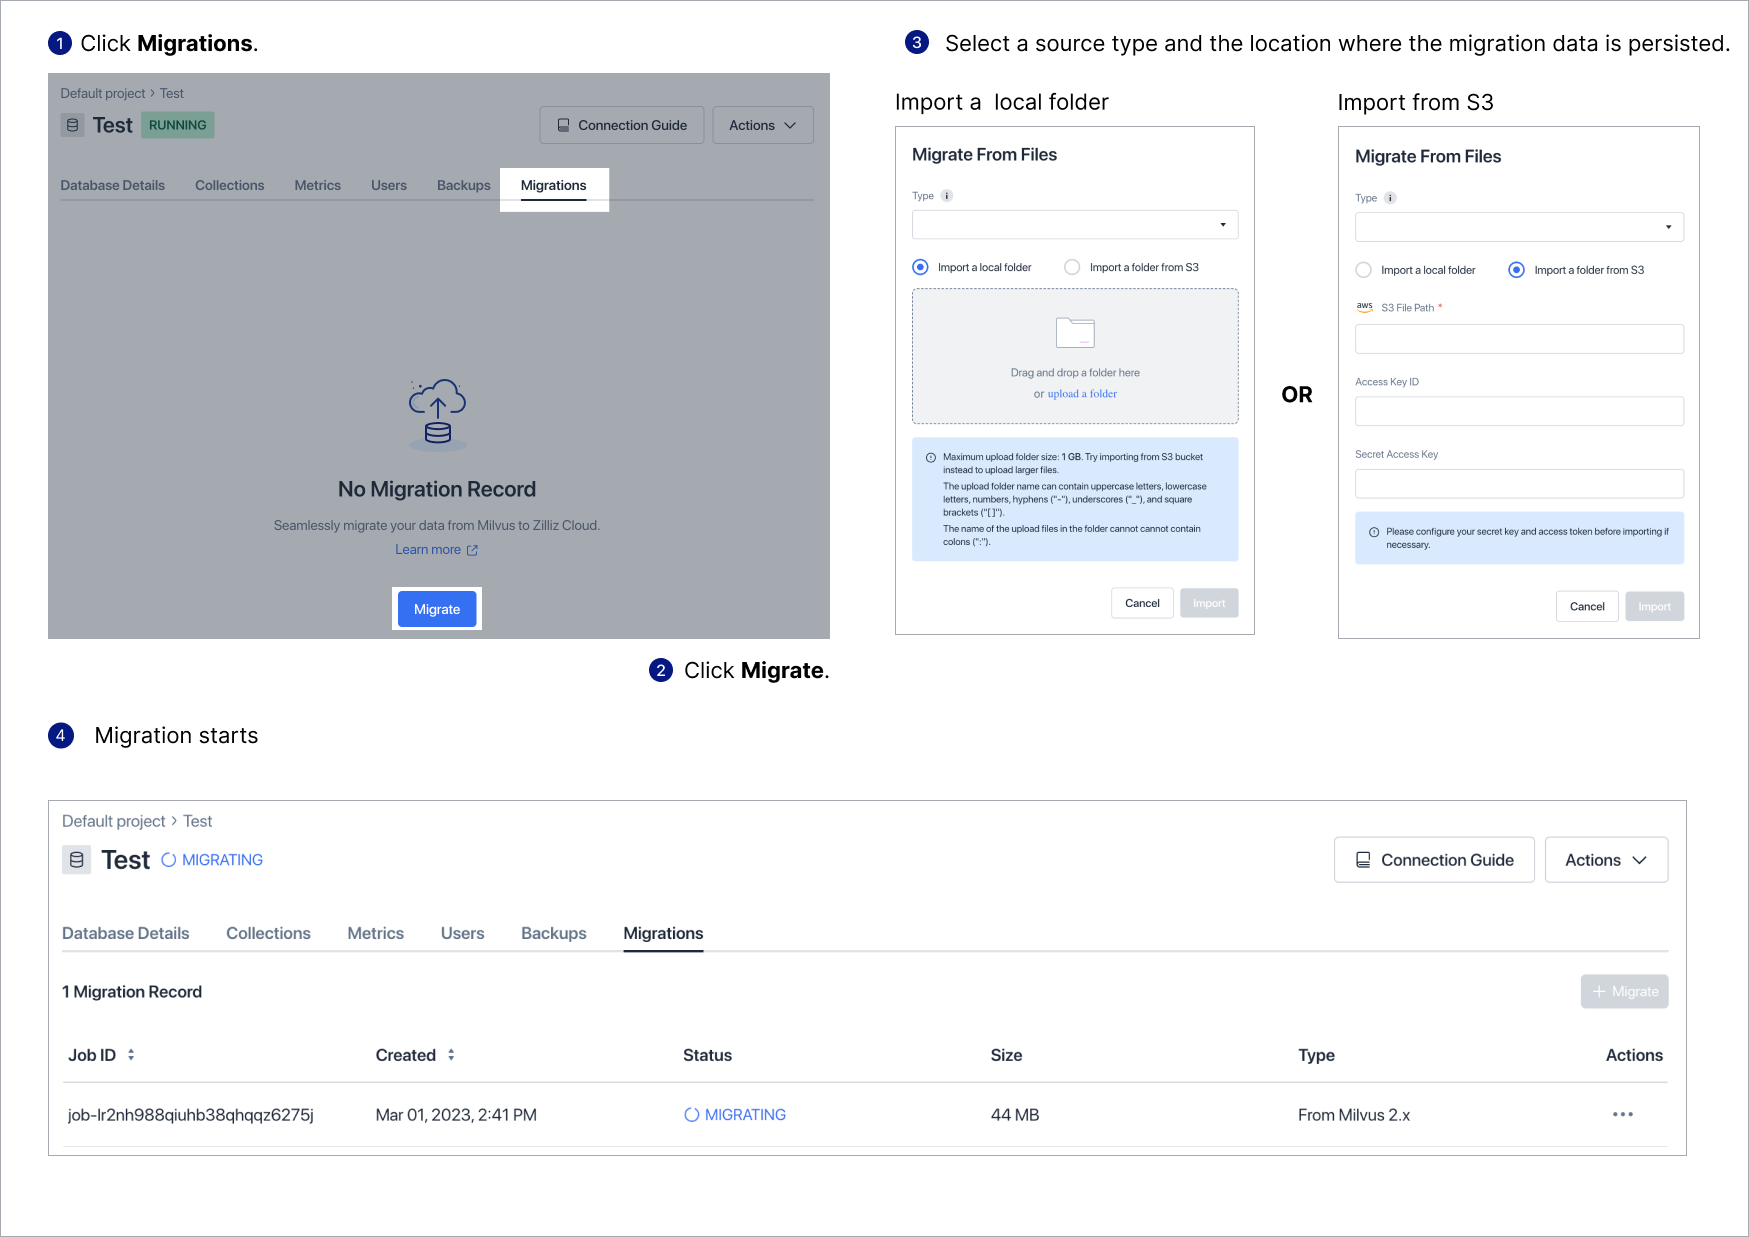 1 Click Migrations.
Default project > Test
Test RUNNING
Connection Guide
Actions
Database Details Collections Metrics Users Backups Migrations
No Migration Record
Seamlessly migrate your data from Milvus to Zilliz Cloud.
Learn more
Migrate
2 Click Migrate.
3 Select a source type and the location where the migration data is persisted.
Import a local folder
Migrate From Files
Type i
Import a local folder Import a folder from S3
Drag and drop a folder here
or upload a folder
Maximum upload folder size: 1 GB. Try importing from S3 bucket
instead to upload larger files.
The upload folder name can contain uppercase letters, lowercase
letters, numbers, hyphens ("-"), underscores ("_"), and square
brackets ("[ ]").
The name of the upload files in the folder cannot cannot contain
colons (":").
Cancel Import
OR
Import from S3
Migrate From Files
Type i
Import a local folder Import a folder from S3
aws S3 File Path *
Access Key ID
Secret Access Key
Please configure your secret key and access token before importing if
necessary.
Cancel Import
4 Migration starts
Default project > Test
Test MIGRATING
Connection Guide
Actions
Database Details Collections Metrics Users Backups Migrations
1 Migration Record
+ Migrate
Job ID Created Status Size Type Actions
job-lr2nh988qiuhb38qhqqz6275j Mar 01, 2023, 2:41 PM MIGRATING 44 MB From Milvus 2.x ...